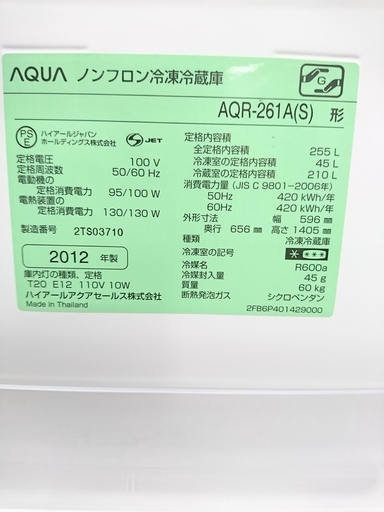 AQUA ノンフロン冷凍冷蔵庫
G
AQR-261A(S) 形
PS
E
ハイアールジャパン
ホールディングス株式会社
S JET
定格電圧 100 V
定格周波数 50/60 Hz
電動機の
定格消費電力 95/100 W
電熱装置の
定格消費電力 130/130 W
製造番号 2TS03710
2012 年製
庫内灯の種類、定格
T20 E12 110V 10W
ハイアールアクアセールス株式会社
Made in Thailand
定格内容積
全定格内容積 255 L
冷凍室の定格内容積 45 L
冷蔵室の定格内容積 210 L
消費電力量 (JIS C 9801-2006年)
50Hz 420 kWh/年
60Hz 420 kWh/年
外形寸法 幅 596 mm
奥行 656 mm 高さ 1405 mm
種類 冷凍冷蔵庫
冷凍室の記号 * ***
冷媒名 R600a
冷媒封入量 45 g
質量 60 kg
断熱発泡ガス シクロペンタン
2FB6P401429000